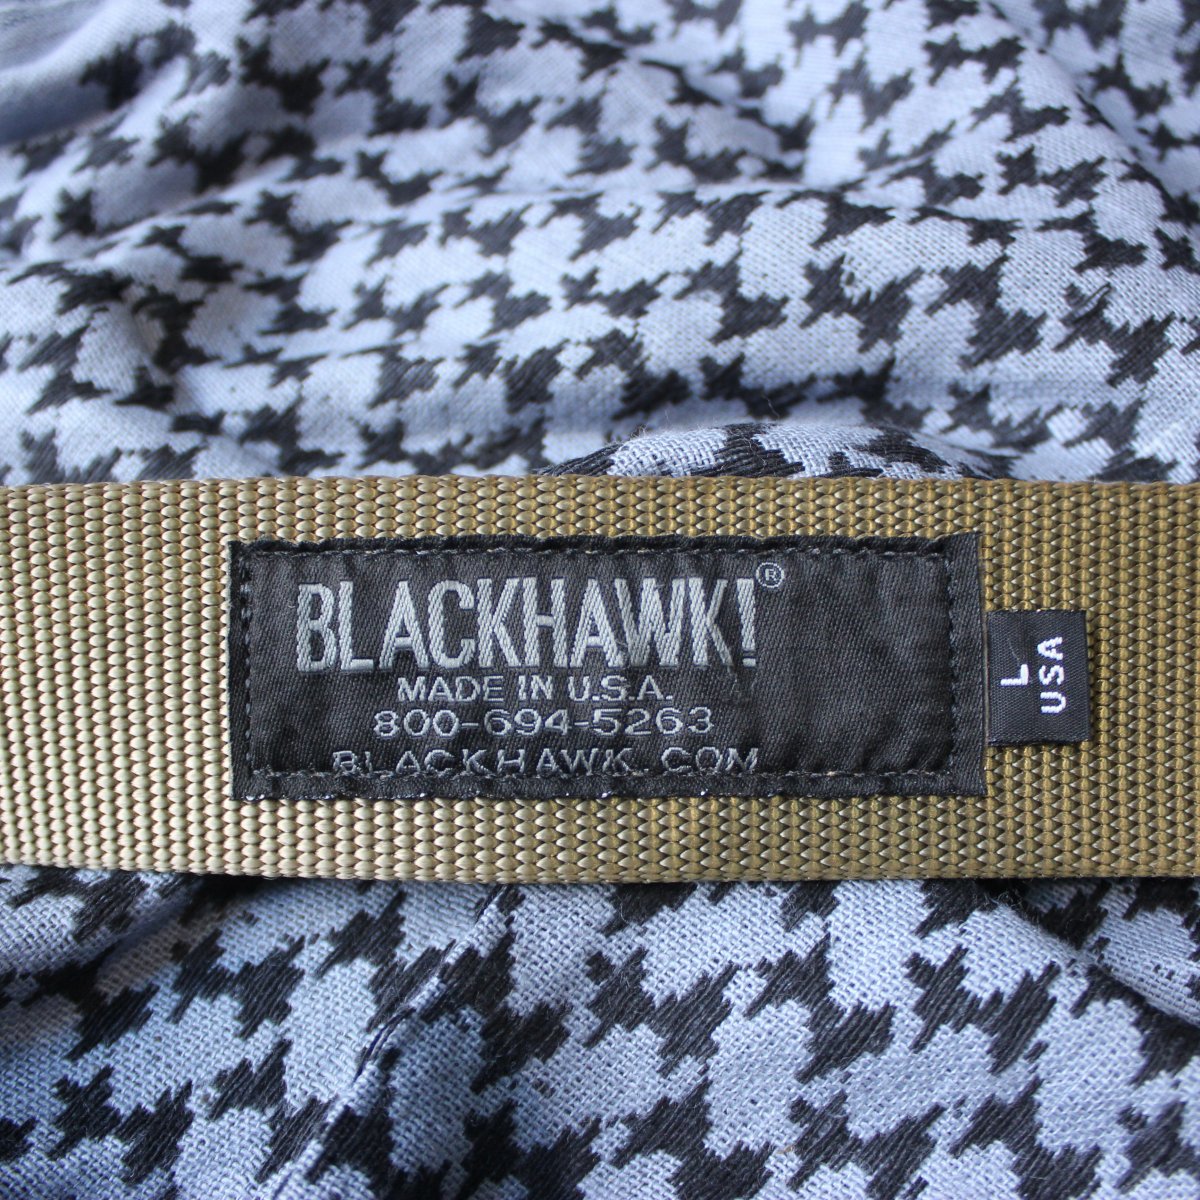 BLACKHAWK!®
MADE IN U.S.A.
800-694-5263
BLACKHAWK.COM
L
USA